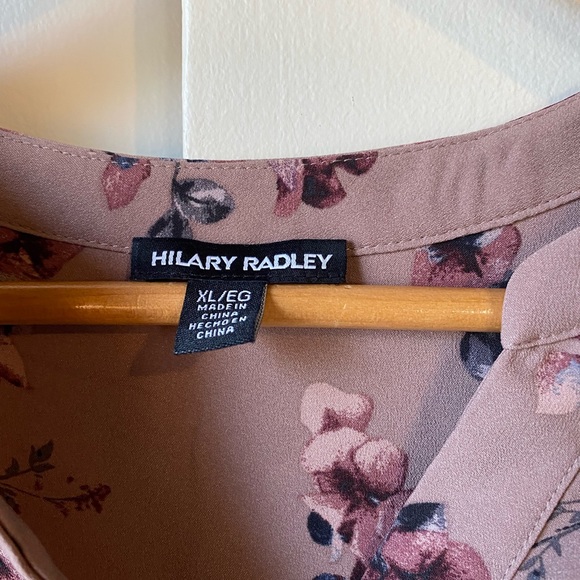 HILARY RADLEY
XL/EG
MADE IN
CHINA
HECHO EN
CHINA